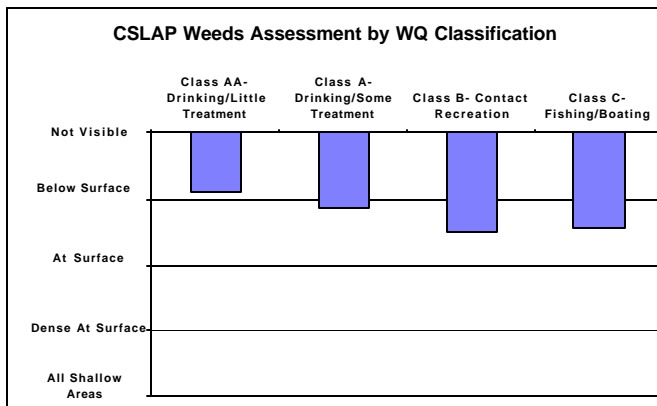 CSLAP Weeds Assessment by WQ Classification
Class AA-
Drinking/Little
Treatment
Class A-
Drinking/Some
Treatment
Class B- Contact
Recreation
Class C-
Fishing/Boating
Not Visible
Below Surface
At Surface
Dense At Surface
All Shallow
Areas